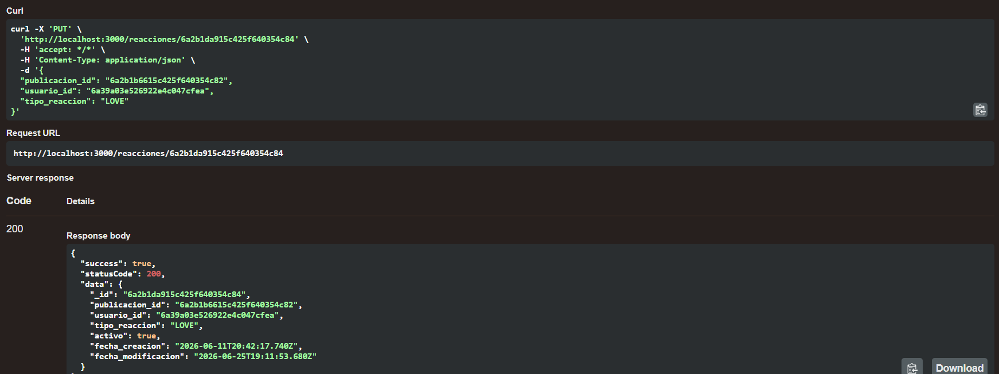 Curl
curl -X 'PUT' \
  'http://localhost:3000/reacciones/6a2b1da915c425f640354c84' \
  -H 'accept: */*' \
  -H 'Content-Type: application/json' \
  -d '{
  "publicacion_id": "6a2b1b6615c425f640354c82",
  "usuario_id": "6a39a03e526922e4c047cfea",
  "tipo_reaccion": "LOVE"
}'
Request URL
http://localhost:3000/reacciones/6a2b1da915c425f640354c84
Server response
Code Details
200
Response body
{
  "success": true,
  "statusCode": 200,
  "data": {
    "_id": "6a2b1da915c425f640354c84",
    "publicacion_id": "6a2b1b6615c425f640354c82",
    "usuario_id": "6a39a03e526922e4c047cfea",
    "tipo_reaccion": "LOVE",
    "activo": true,
    "fecha_creacion": "2026-06-11T20:42:17.740Z",
    "fecha_modificacion": "2026-06-25T19:11:53.680Z"
  }
Download